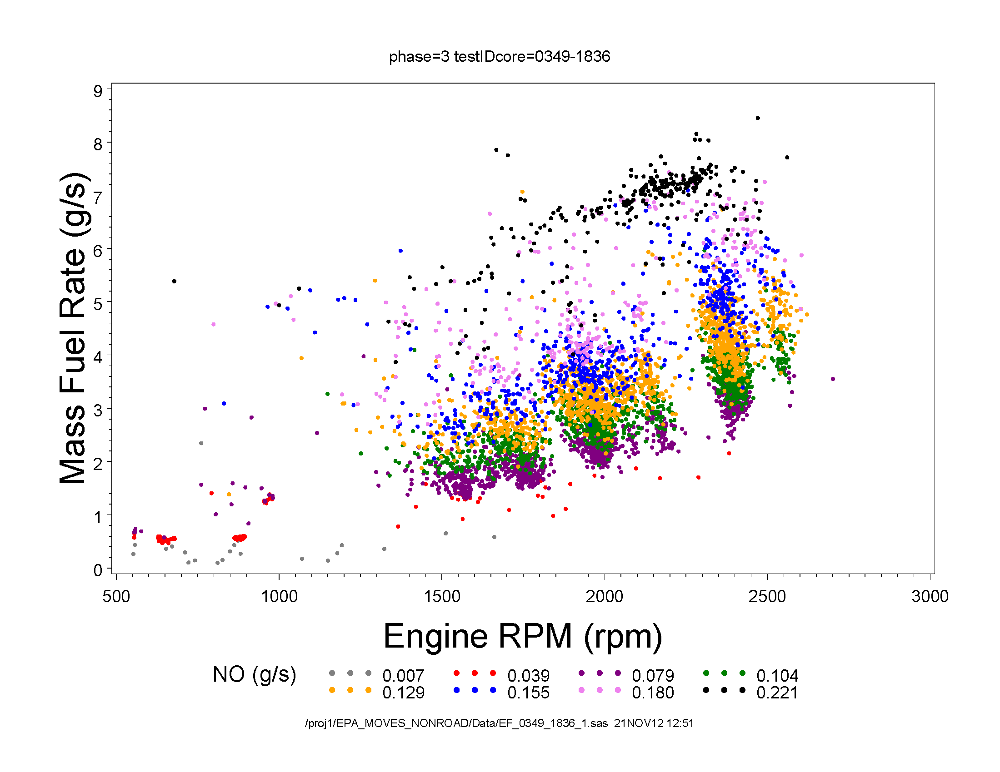 phase=3 testIDcore=0349-1836
Mass Fuel Rate (g/s)
9
8
7
6
5
4
3
2
1
0
500 1000 1500 2000 2500 3000
Engine RPM (rpm)
NO (g/s) 0.007 0.039 0.079 0.104
0.129 0.155 0.180 0.221
/proj1/EPA_MOVES_NONROAD/Data/EF_0349_1836_1.sas 21NOV12 12:51